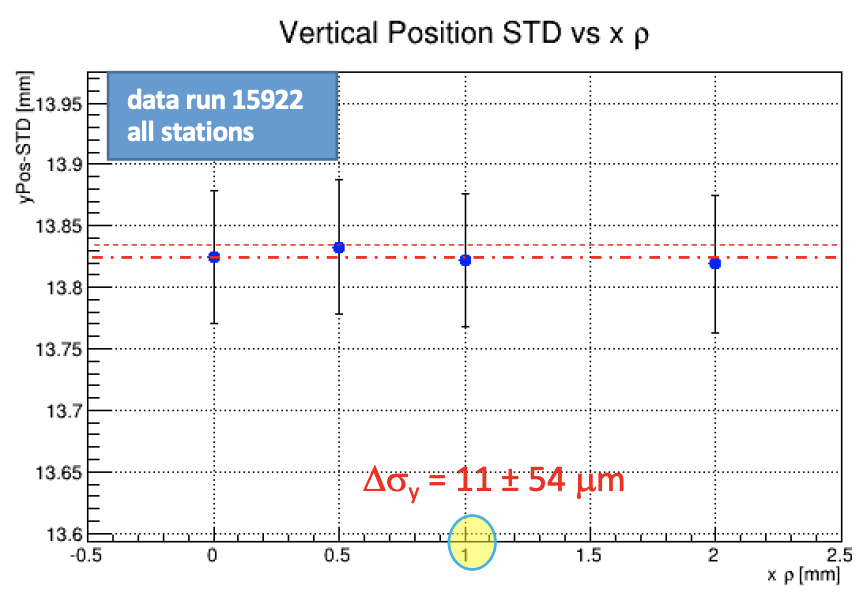 Vertical Position STD vs x ρ
yPos-STD [mm]
data run 15922
all stations
13.95
13.9
13.85
13.8
13.75
13.7
13.65
13.6
Δσy = 11 ± 54 μm
-0.5 0 0.5 1 1.5 2 2.5
x ρ [mm]